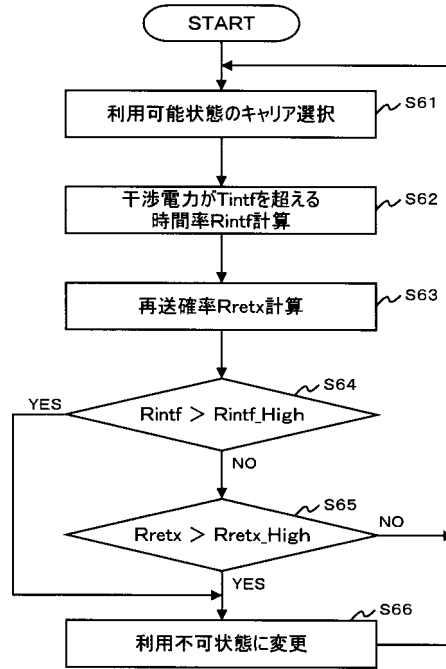 START
利用可能状態のキャリア選択
S61
干渉電力がTintfを超える
時間率Rintf計算
S62
再送確率Rretx計算
S63
S64
YES
Rintf > Rintf_High
NO
S65
Rretx > Rretx_High
NO
YES
S66
利用不可状態に変更